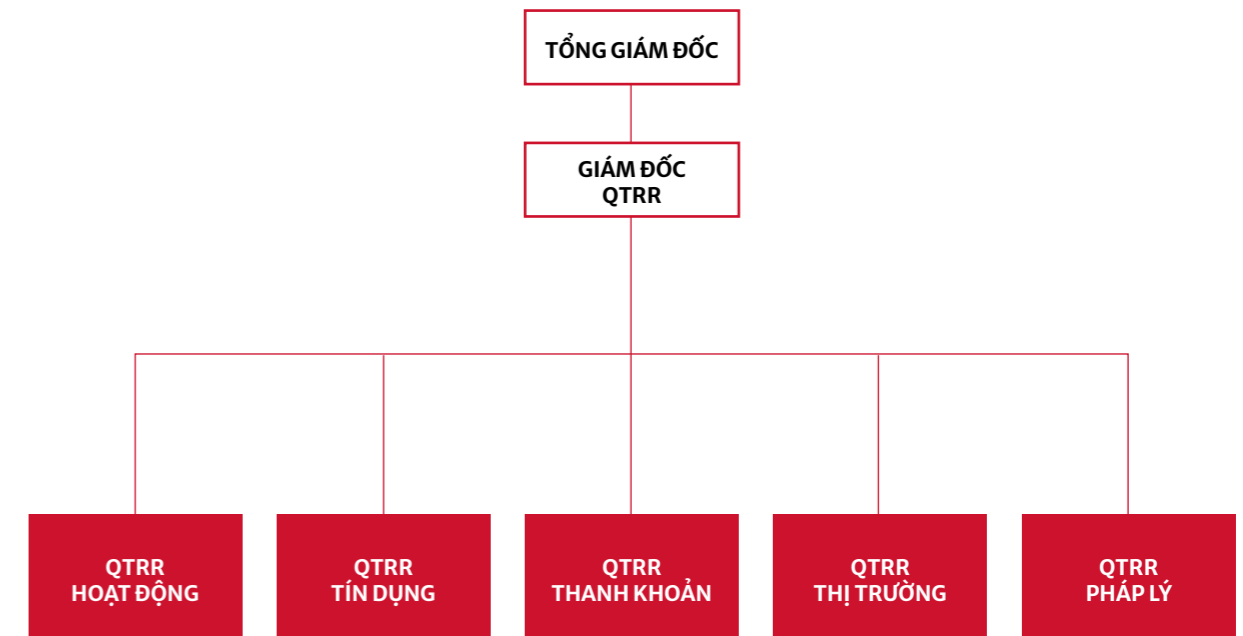 TỔNG GIÁM ĐỐC
GIÁM ĐỐC
QTRR
QTRR
HOẠT ĐỘNG
QTRR
TÍN DỤNG
QTRR
THANH KHOẢN
QTRR
THỊ TRƯỜNG
QTRR
PHÁP LÝ